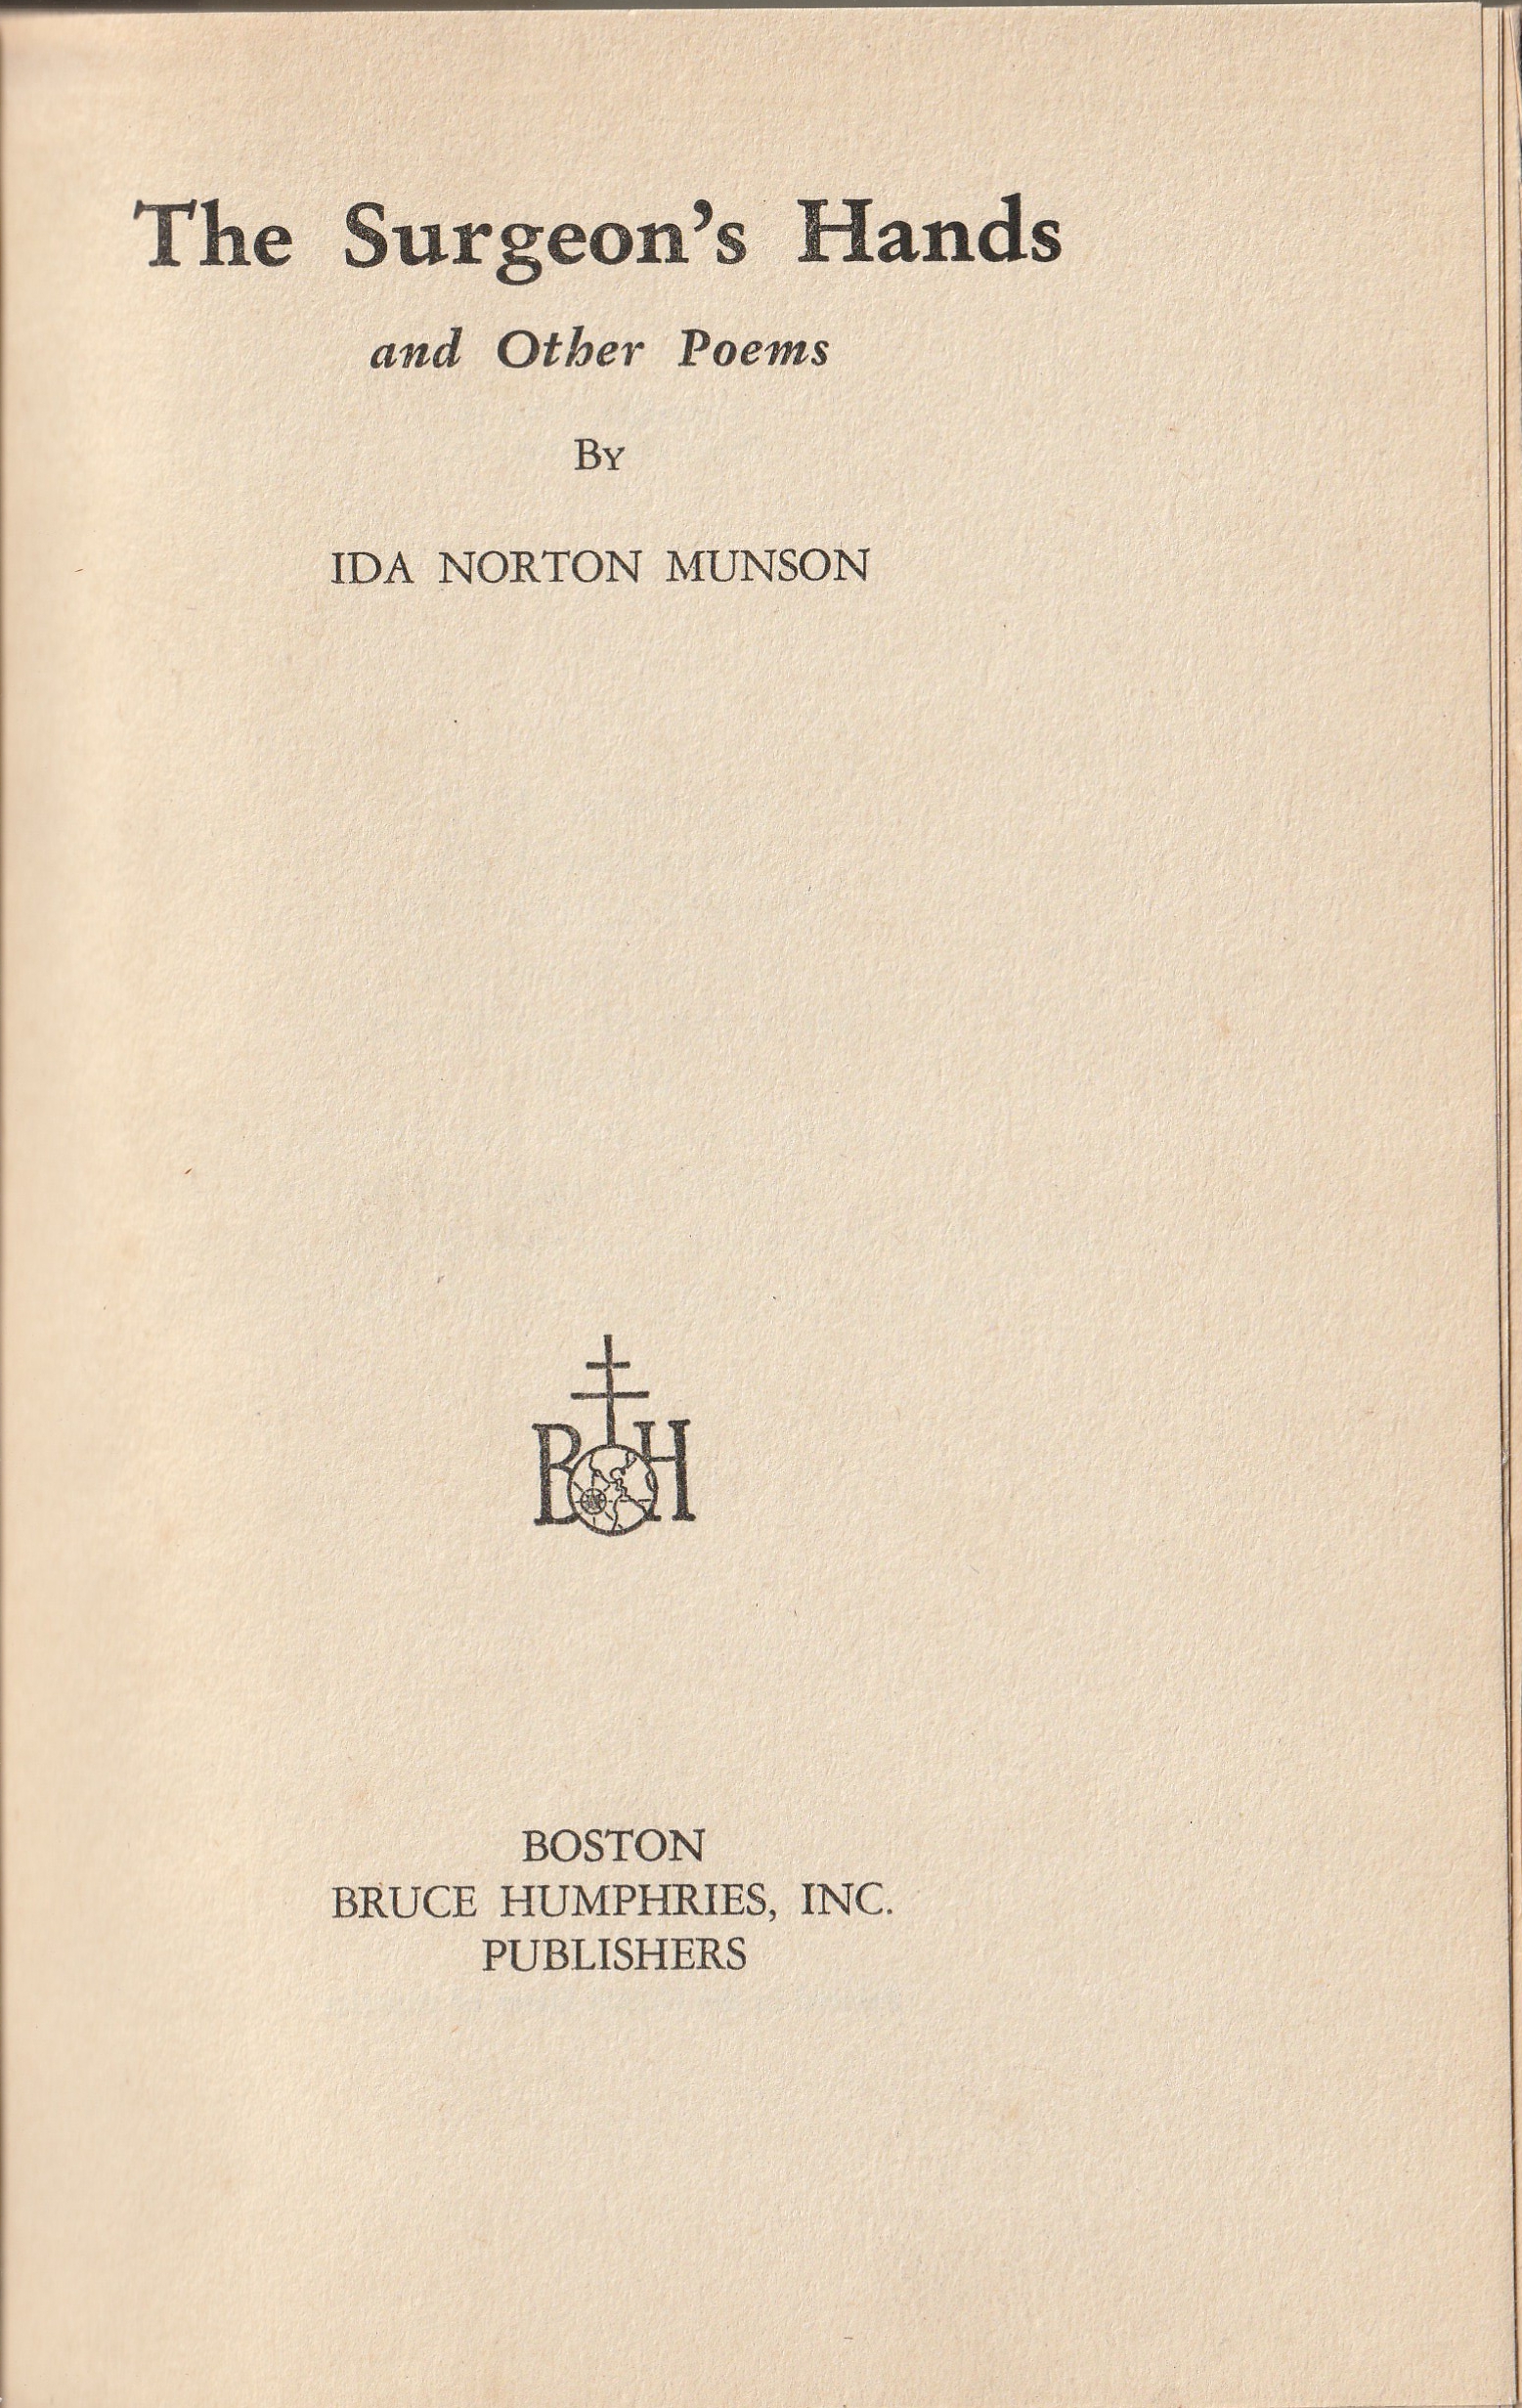 The Surgeon's Hands
and Other Poems
By
IDA NORTON MUNSON
B H
BOSTON
BRUCE HUMPHRIES, INC.
PUBLISHERS